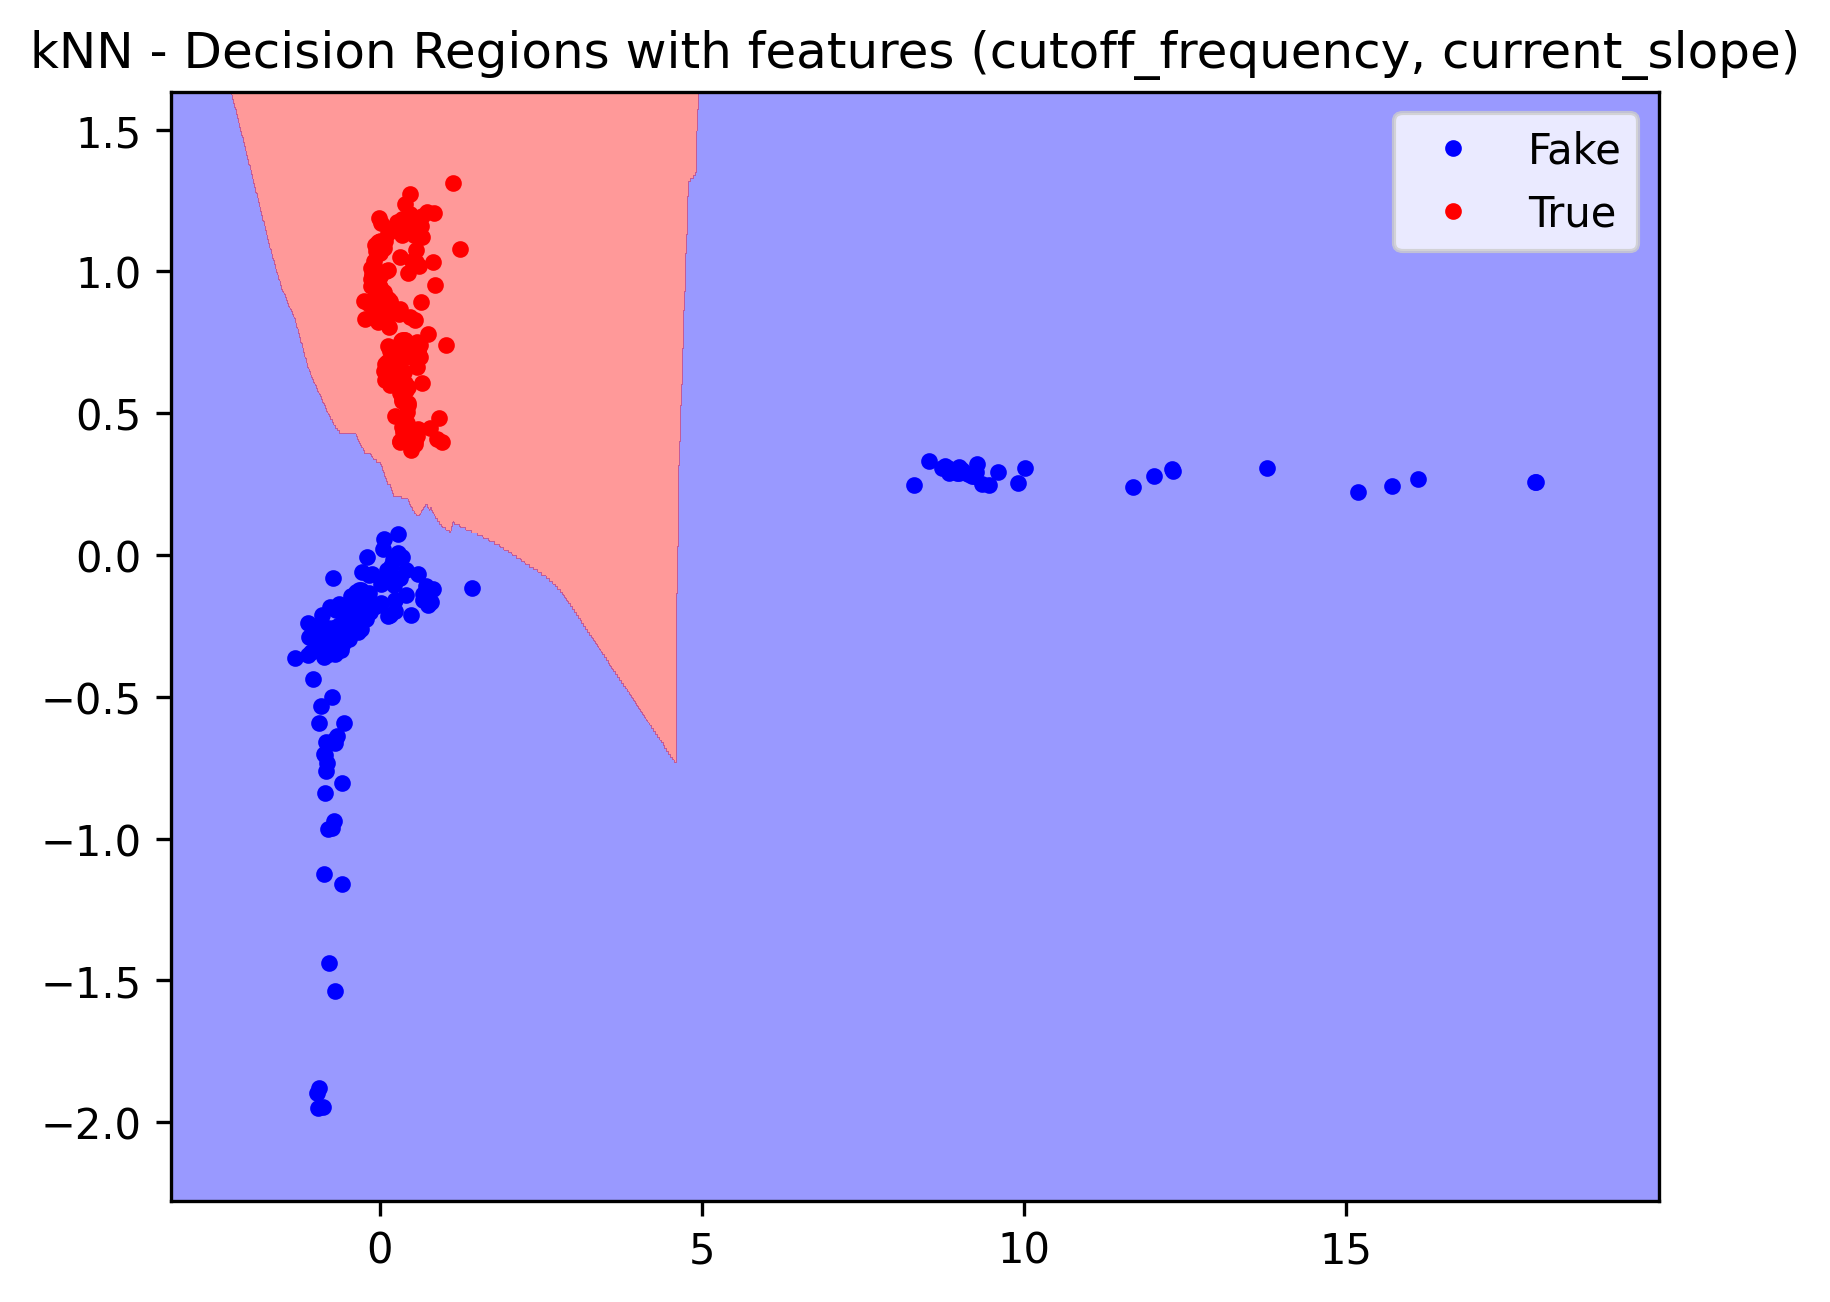 kNN - Decision Regions with features (cutoff_frequency, current_slope)
Fake
True
1.5
1.0
0.5
0.0
−0.5
−1.0
−1.5
−2.0
0 5 10 15